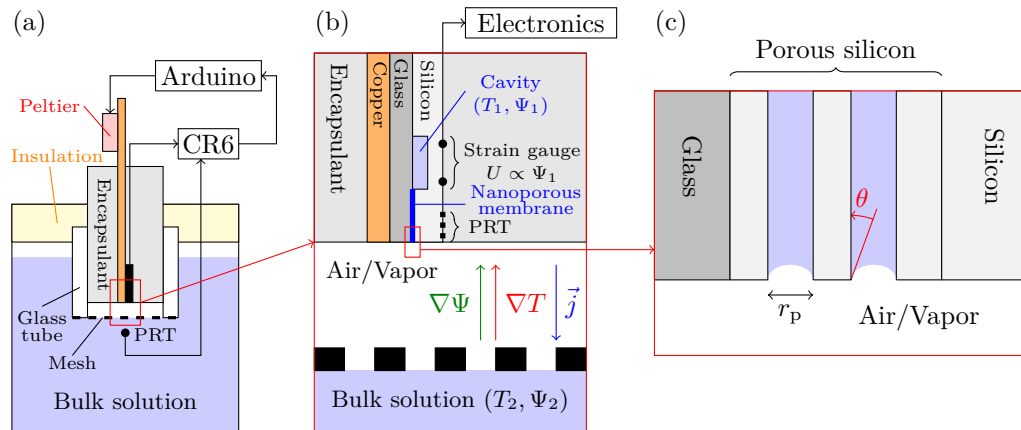 (a)
Arduino
Peltier
CR6
Insulation
Encapsulant
Glass
tube
Mesh
PRT
Bulk solution
(b)
Electronics
Encapsulant
Copper
Glass
Silicon
Cavity
(T₁, Ψ₁)
Strain gauge
U ∝ Ψ₁
Nanoporous
membrane
PRT
Air/Vapor
∇Ψ
∇T
j⃗
Bulk solution (T₂, Ψ₂)
(c)
Porous silicon
Glass
Silicon
θ
rₚ
Air/Vapor